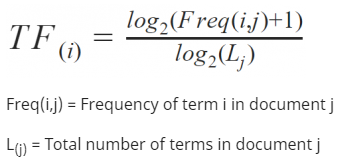 TF (i) = log₂(Freq(i,j)+1) / log₂(Lⱼ)
Freq(i,j) = Frequency of term i in document j
L(j) = Total number of terms in document j